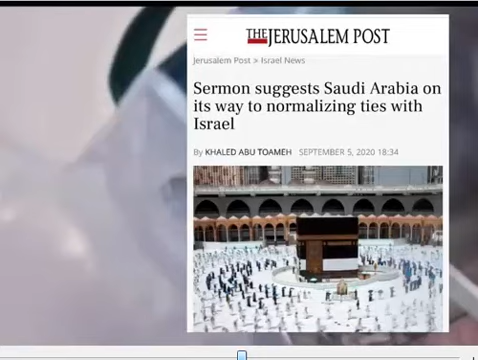 THE JERUSALEM POST
Jerusalem Post > Israel News
Sermon suggests Saudi Arabia on
its way to normalizing ties with
Israel
By KHALED ABU TOAMEH SEPTEMBER 5, 2020 18:34